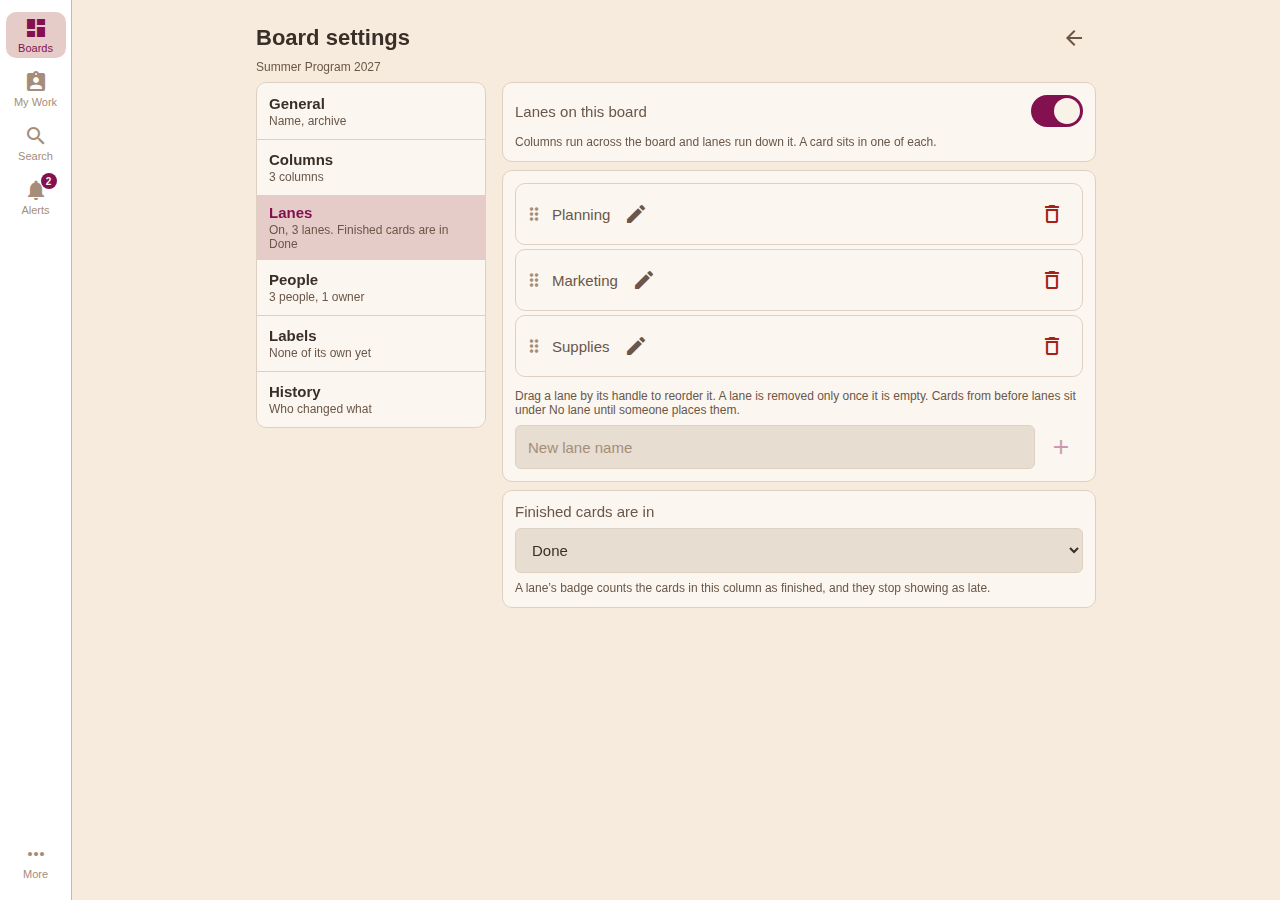 Boards
My Work
Search
2
Alerts
More
Board settings
Summer Program 2027
General
Name, archive
Columns
3 columns
Lanes
On, 3 lanes. Finished cards are in
Done
People
3 people, 1 owner
Labels
None of its own yet
History
Who changed what
Lanes on this board
Columns run across the board and lanes run down it. A card sits in one of each.
Planning
Marketing
Supplies
Drag a lane by its handle to reorder it. A lane is removed only once it is empty. Cards from before lanes sit
under No lane until someone places them.
New lane name
Finished cards are in
Done
A lane's badge counts the cards in this column as finished, and they stop showing as late.